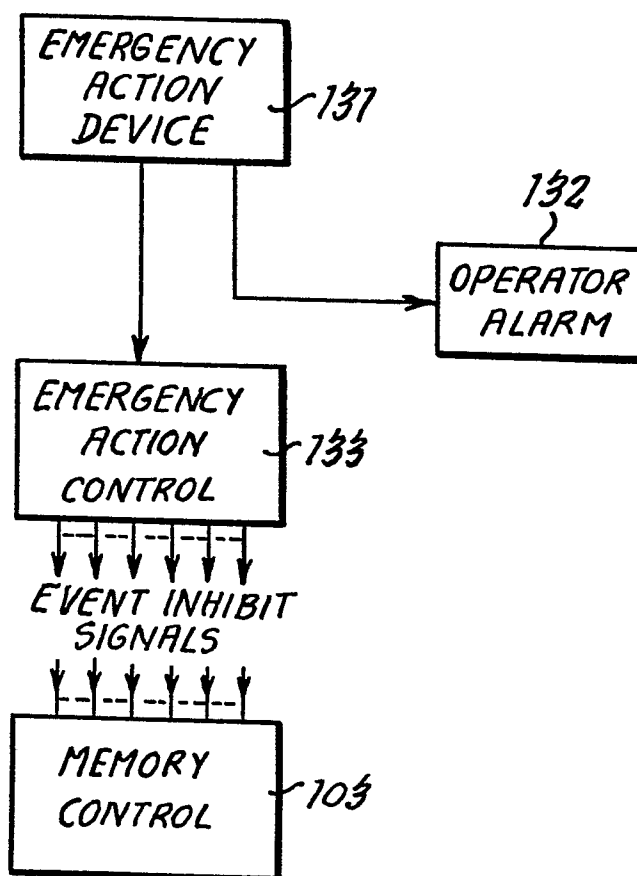 EMERGENCY
ACTION
DEVICE
131
132
OPERATOR
ALARM
EMERGENCY
ACTION
CONTROL
133
EVENT INHIBIT
SIGNALS
MEMORY
CONTROL
103